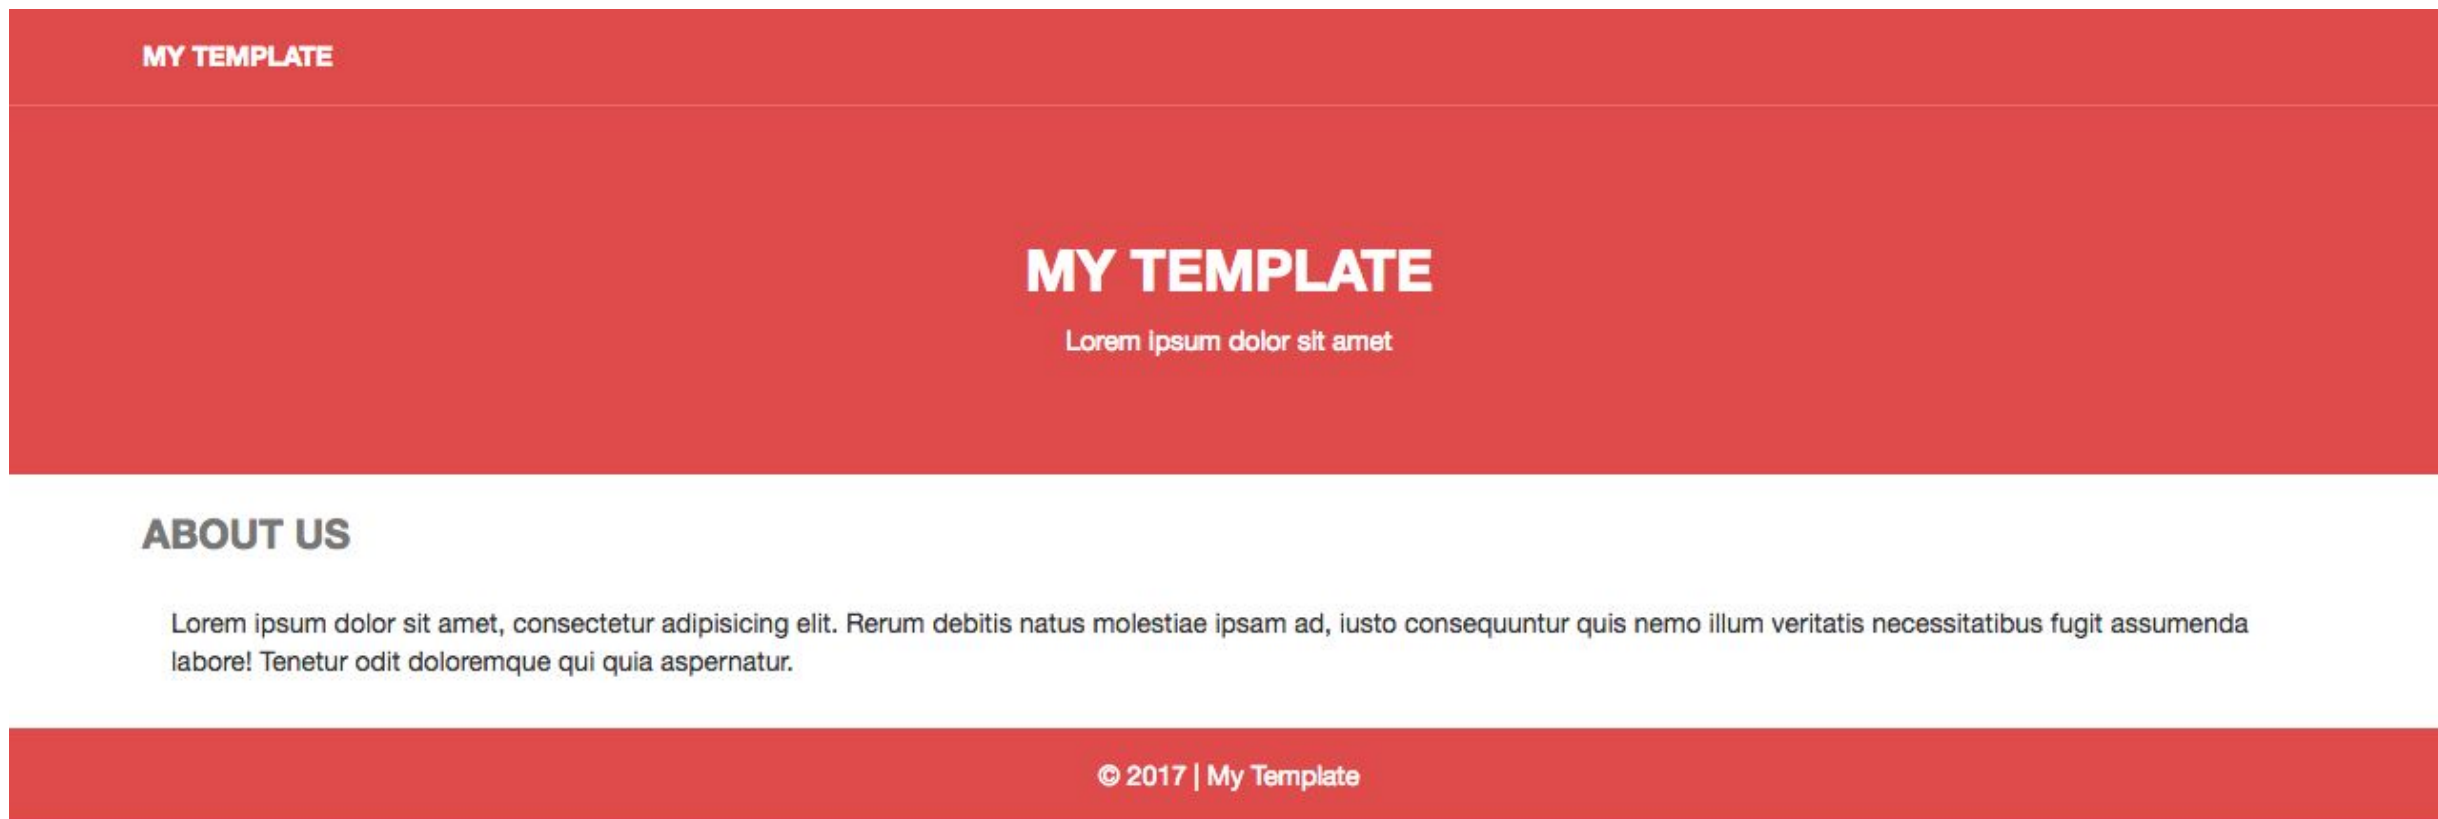 MY TEMPLATE
MY TEMPLATE
Lorem ipsum dolor sit amet
ABOUT US
Lorem ipsum dolor sit amet, consectetur adipisicing elit. Rerum debitis natus molestiae ipsam ad, iusto consequuntur quis nemo illum veritatis necessitatibus fugit assumenda
labore! Tenetur odit doloremque qui quia aspernatur.
© 2017 | My Template